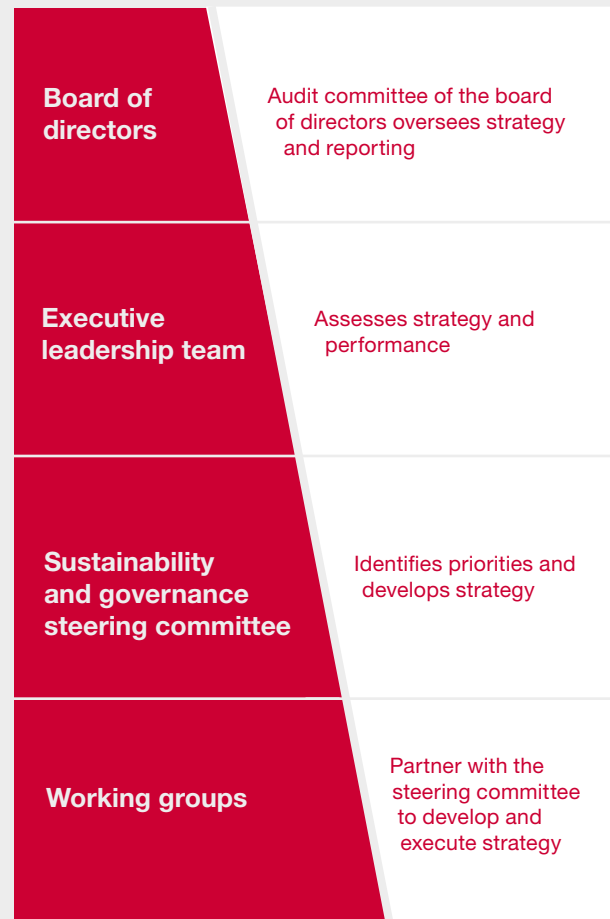 Board of
directors
Audit committee of the board
of directors oversees strategy
and reporting
Executive
leadership team
Assesses strategy and
performance
Sustainability
and governance
steering committee
Identifies priorities and
develops strategy
Working groups
Partner with the
steering committee
to develop and
execute strategy